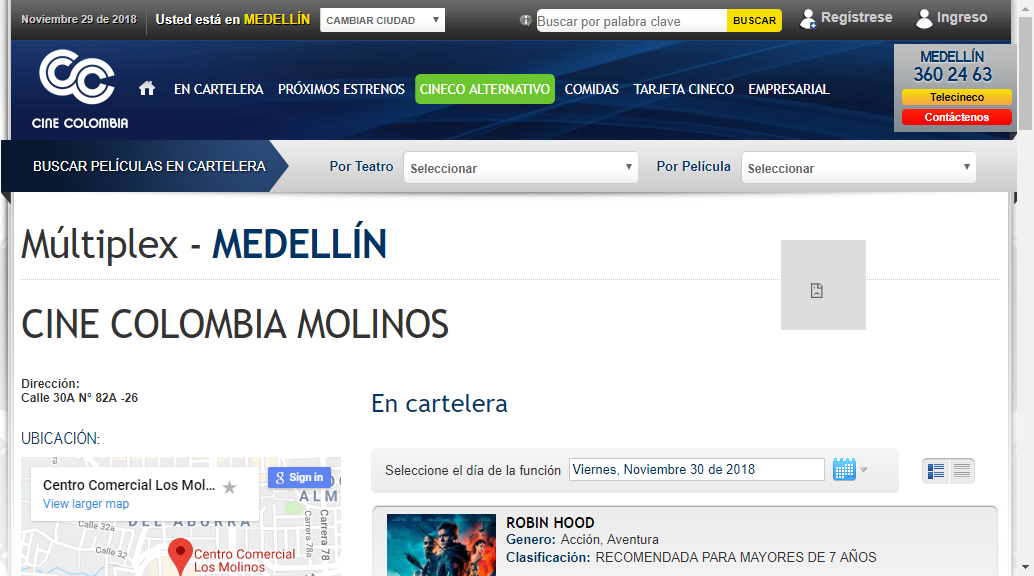 Noviembre 29 de 2018
Usted está en MEDELLÍN
CAMBIAR CIUDAD
Buscar por palabra clave
BUSCAR
Regístrese
Ingreso
CINE COLOMBIA
EN CARTELERA
PRÓXIMOS ESTRENOS
CINECO ALTERNATIVO
COMIDAS
TARJETA CINECO
EMPRESARIAL
MEDELLÍN
360 24 63
Telecineco
Contáctenos
BUSCAR PELÍCULAS EN CARTELERA
Por Teatro
Seleccionar
Por Película
Seleccionar
Múltiplex - MEDELLÍN
CINE COLOMBIA MOLINOS
Dirección:
Calle 30A N° 82A -26
UBICACIÓN:
Centro Comercial Los Mol...
View larger map
Sign in
ALM
DEL ABURRA
Calle 32a
Calle 32
Carrera 78a
Carrera 78
Centro Comercial
Los Molinos
En cartelera
Seleccione el día de la función
Viernes, Noviembre 30 de 2018
ROBIN HOOD
Genero: Acción, Aventura
Clasificación: RECOMENDADA PARA MAYORES DE 7 AÑOS